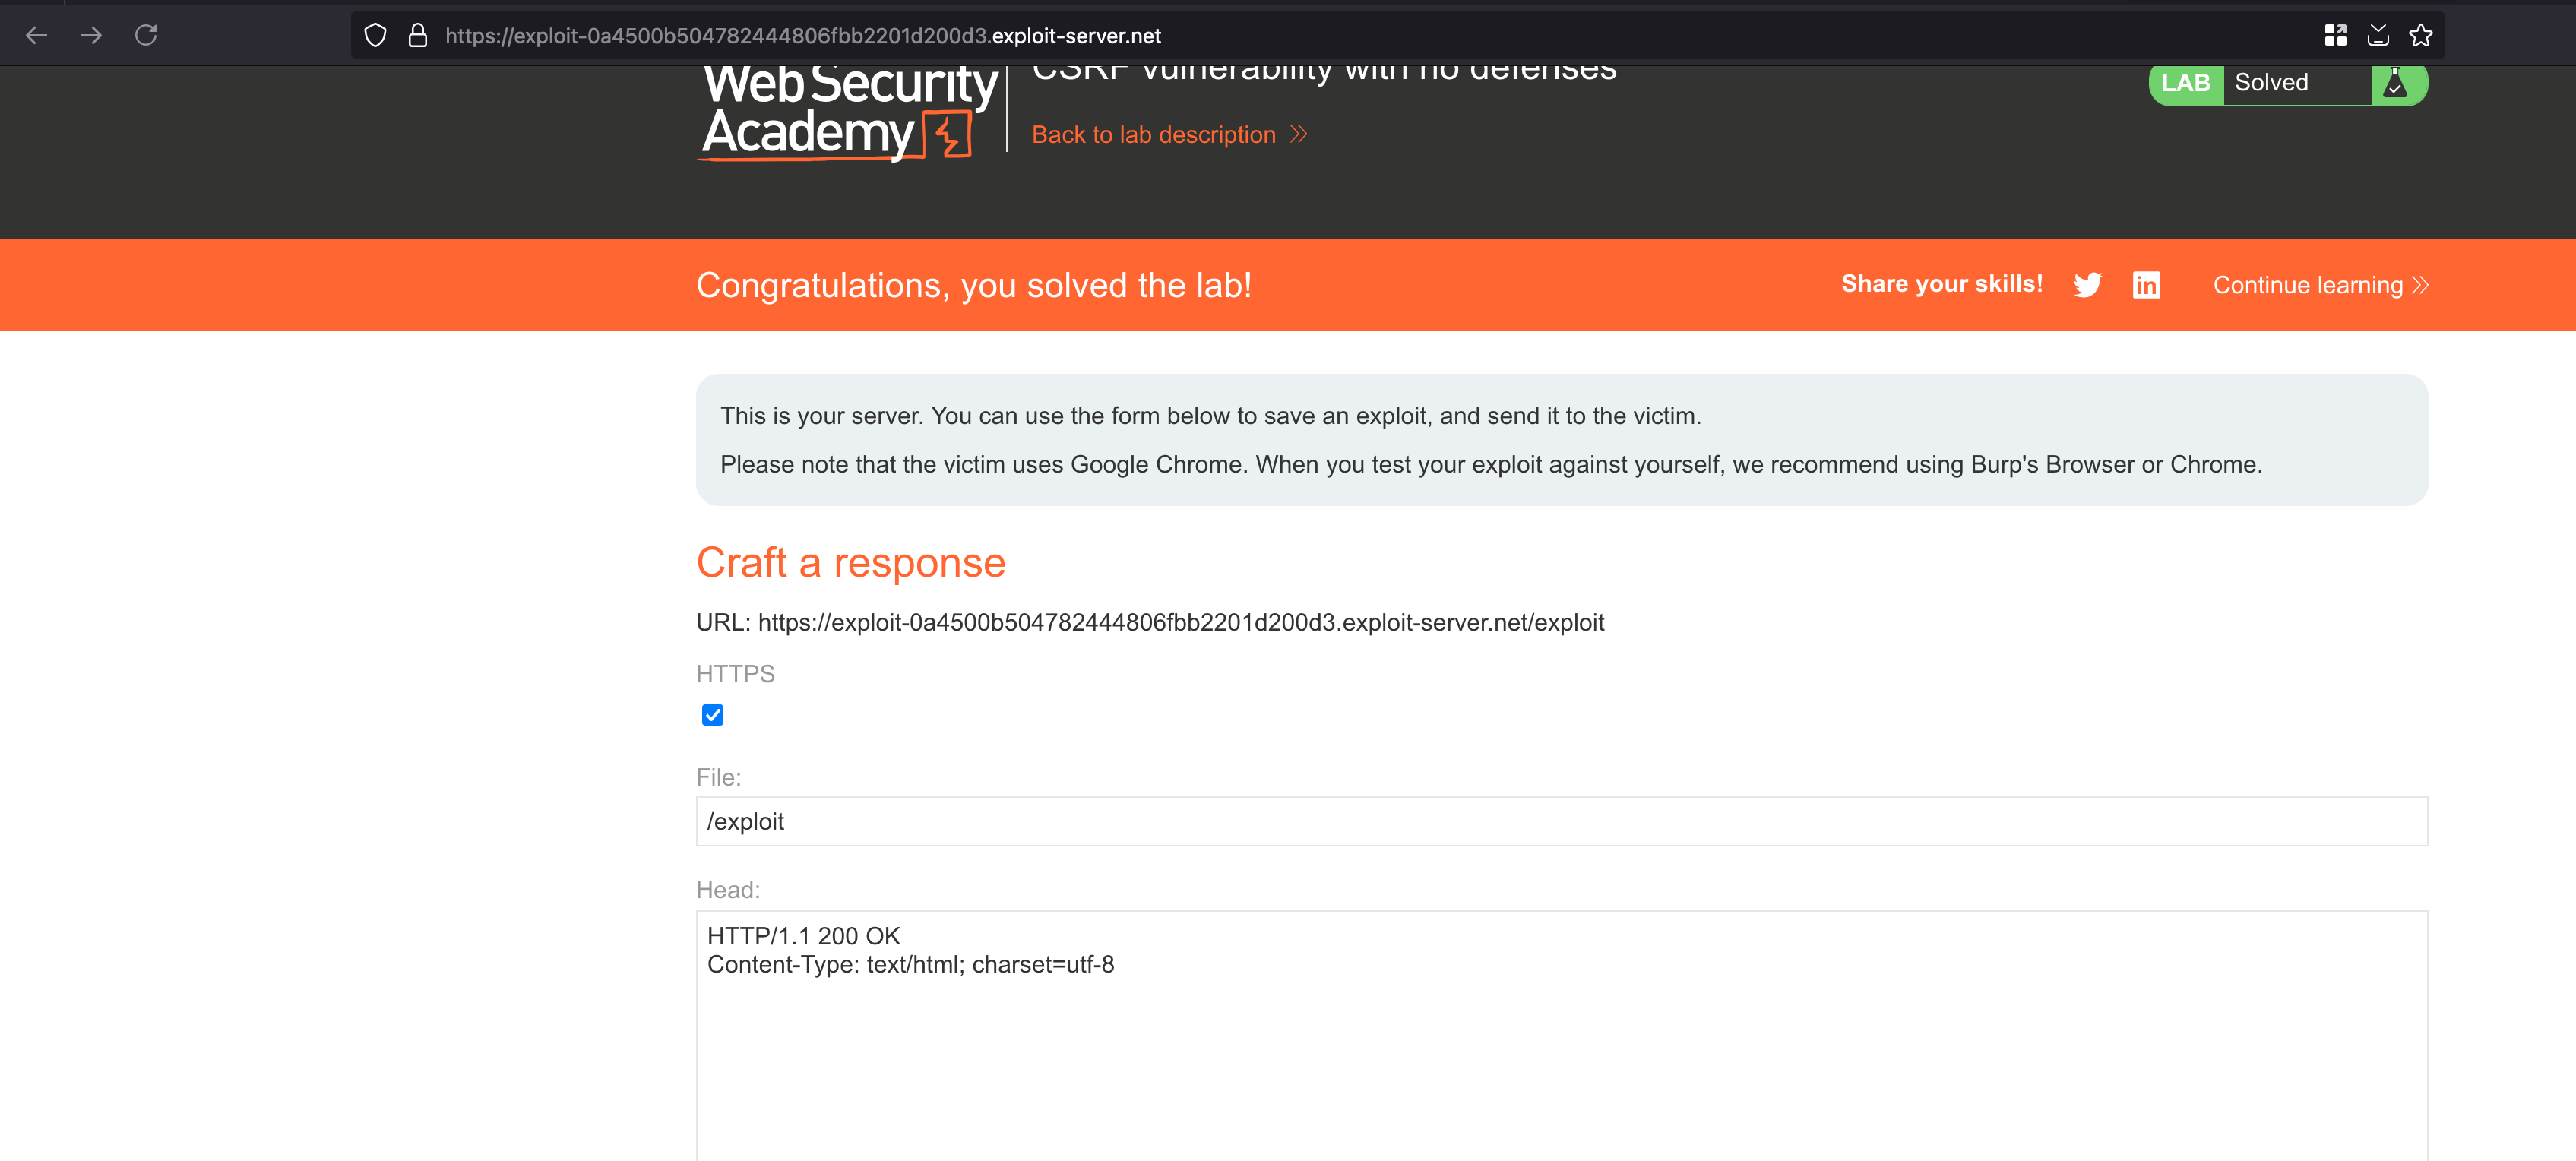 https://exploit-0a4500b504782444806fbb2201d200d3.exploit-server.net
Web Security
Academy
CSRF vulnerability with no defenses
Back to lab description
LAB Solved
Congratulations, you solved the lab!
Share your skills!
Continue learning
This is your server. You can use the form below to save an exploit, and send it to the victim.
Please note that the victim uses Google Chrome. When you test your exploit against yourself, we recommend using Burp's Browser or Chrome.
Craft a response
URL: https://exploit-0a4500b504782444806fbb2201d200d3.exploit-server.net/exploit
HTTPS
File:
/exploit
Head:
HTTP/1.1 200 OK
Content-Type: text/html; charset=utf-8